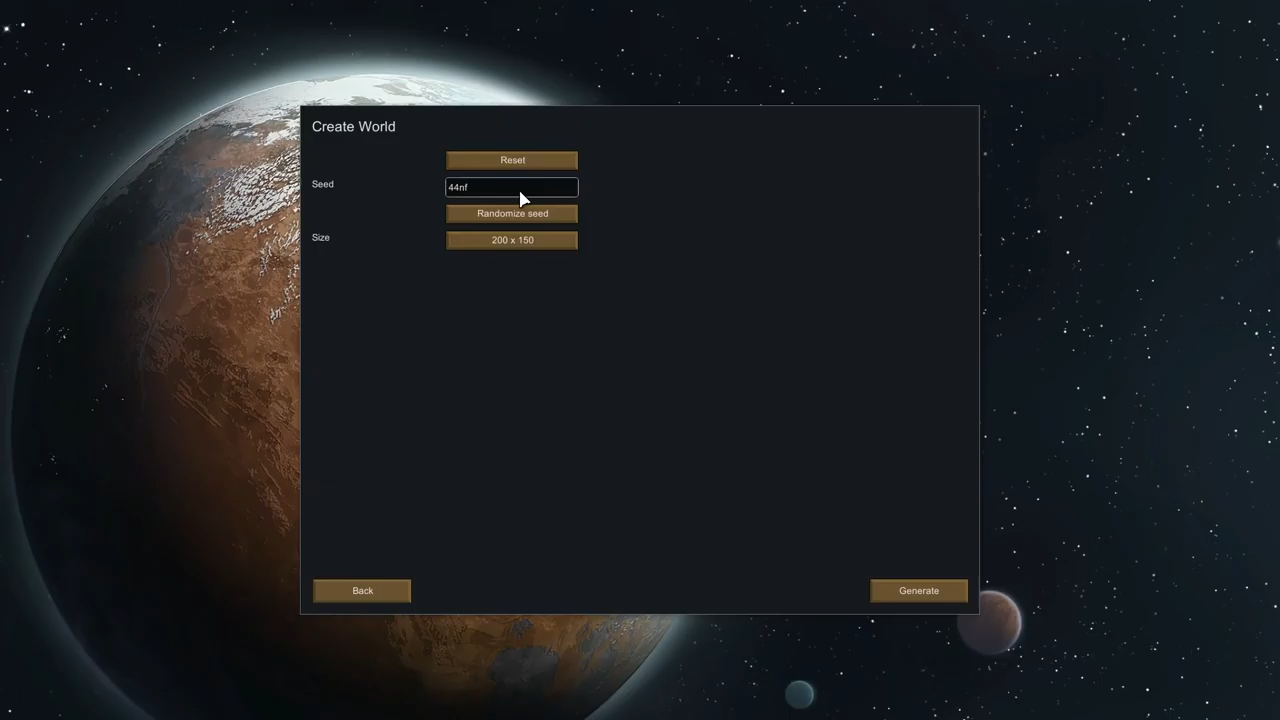 Create World
Reset
Seed
44nf
Randomize seed
Size
200 x 150
Back
Generate